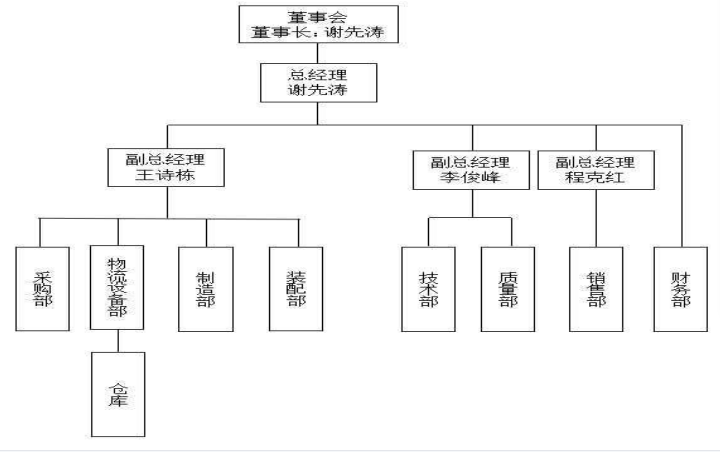 董事会
董事长：谢先涛
总经理
谢先涛
副总经理
王诗栋
副总经理
李俊峰
副总经理
程克红
采购部
物流设备部
制造部
装配部
技术部
质量部
销售部
财务部
仓库